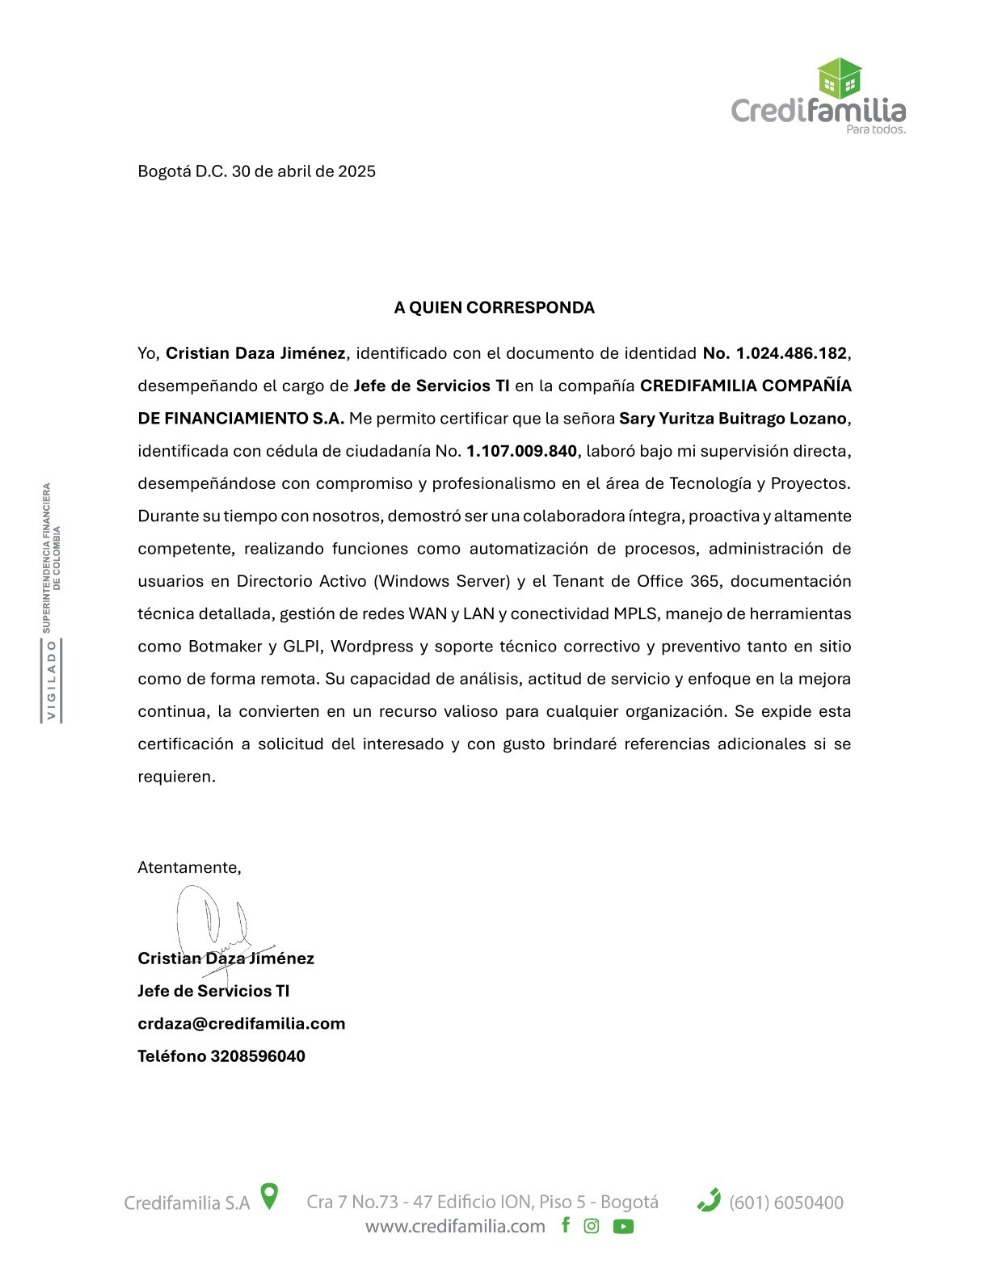 Credifamilia
Para todos.
Bogotá D.C. 30 de abril de 2025
A QUIEN CORRESPONDA
Yo, Cristian Daza Jiménez, identificado con el documento de identidad No. 1.024.486.182,
desempeñando el cargo de Jefe de Servicios TI en la compañía CREDIFAMILIA COMPAÑÍA
DE FINANCIAMIENTO S.A. Me permito certificar que la señora Sary Yuritza Buitrago Lozano,
identificada con cédula de ciudadanía No. 1.107.009.840, laboró bajo mi supervisión directa,
desempeñándose con compromiso y profesionalismo en el área de Tecnología y Proyectos.
Durante su tiempo con nosotros, demostró ser una colaboradora íntegra, proactiva y altamente
competente, realizando funciones como automatización de procesos, administración de
usuarios en Directorio Activo (Windows Server) y el Tenant de Office 365, documentación
técnica detallada, gestión de redes WAN y LAN y conectividad MPLS, manejo de herramientas
como Botmaker y GLPI, Wordpress y soporte técnico correctivo y preventivo tanto en sitio
como de forma remota. Su capacidad de análisis, actitud de servicio y enfoque en la mejora
continua, la convierten en un recurso valioso para cualquier organización. Se expide esta
certificación a solicitud del interesado y con gusto brindaré referencias adicionales si se
requieren.
VIGILADO SUPERINTENDENCIA FINANCIERA
DE COLOMBIA
Atentamente,
Cristian Daza Jiménez
Jefe de Servicios TI
crdaza@credifamilia.com
Teléfono 3208596040
Credifamilia S.A Cra 7 No.73 - 47 Edificio ION, Piso 5 - Bogotá (601) 6050400
www.credifamilia.com